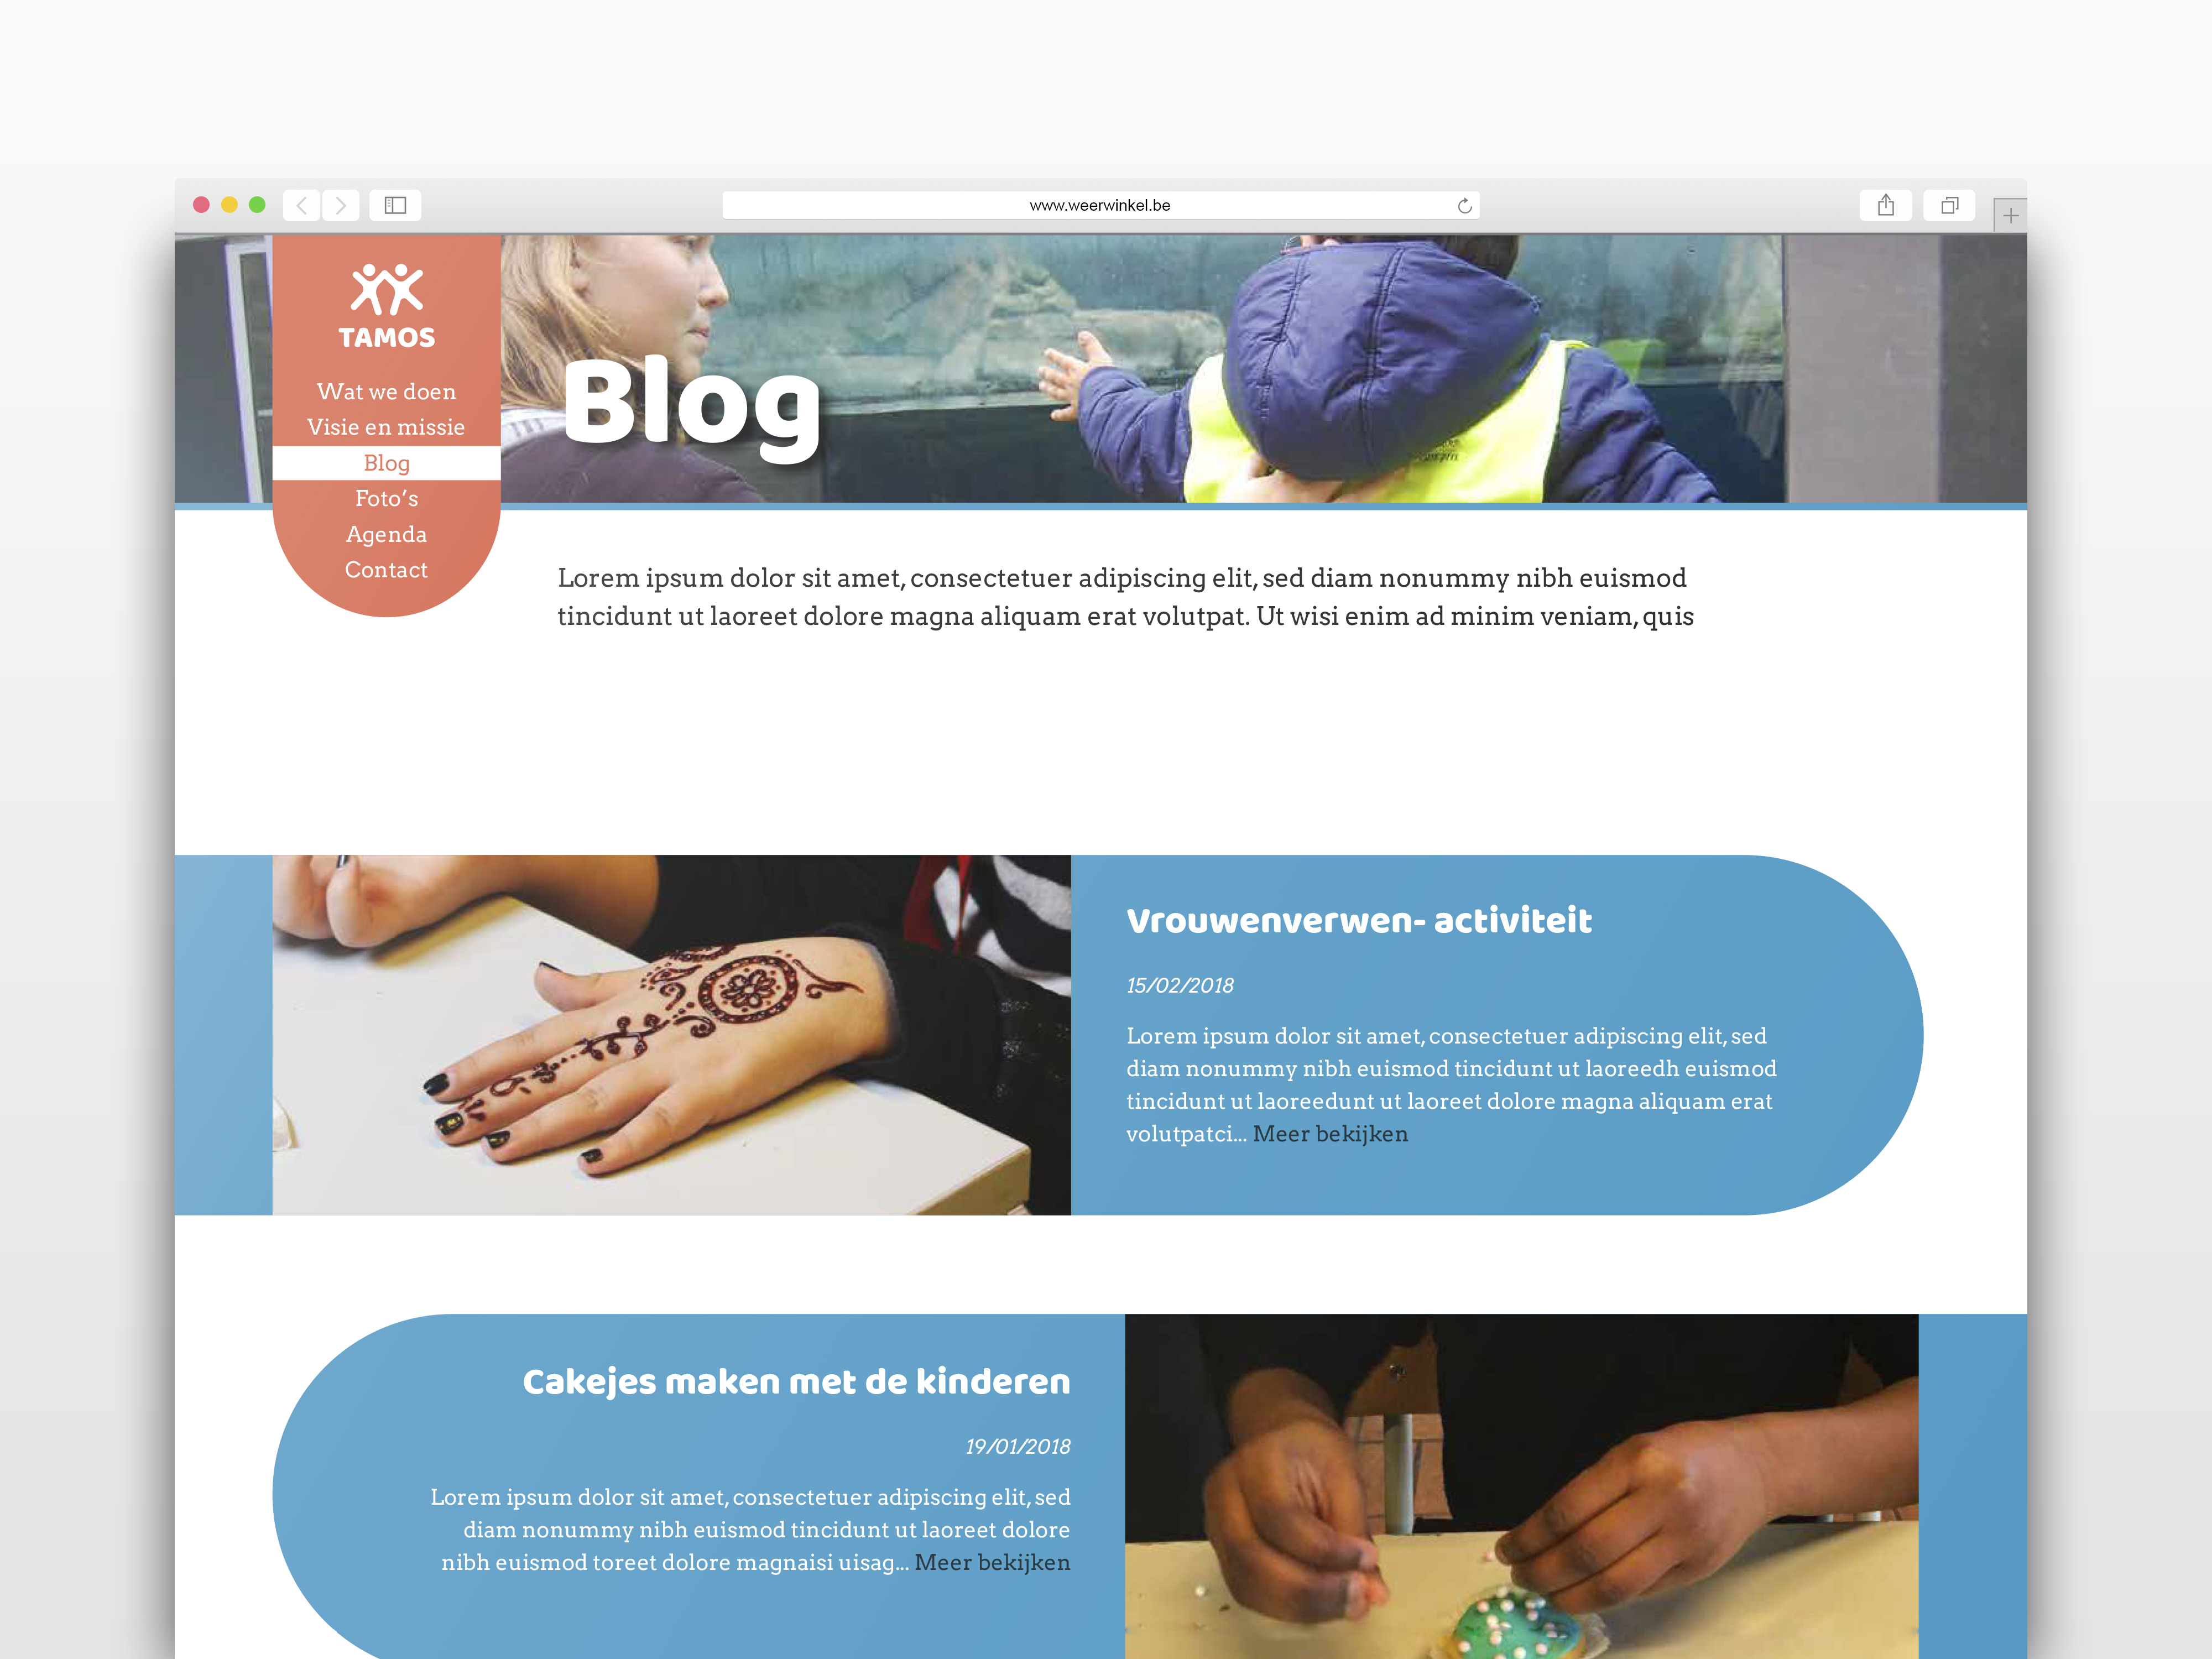 www.weerwinkel.be
TAMOS
Wat we doen
Visie en missie
Blog
Foto’s
Agenda
Contact
Blog
Lorem ipsum dolor sit amet, consectetuer adipiscing elit, sed diam nonummy nibh euismod
tincidunt ut laoreet dolore magna aliquam erat volutpat. Ut wisi enim ad minim veniam, quis
Vrouwenverwen- activiteit
15/02/2018
Lorem ipsum dolor sit amet, consectetuer adipiscing elit, sed
diam nonummy nibh euismod tincidunt ut laoreedh euismod
tincidunt ut laoreedunt ut laoreet dolore magna aliquam erat
volutpatci... Meer bekijken
Cakejes maken met de kinderen
19/01/2018
Lorem ipsum dolor sit amet, consectetuer adipiscing elit, sed
diam nonummy nibh euismod tincidunt ut laoreet dolore
nibh euismod toreet dolore magnaisi uisag... Meer bekijken